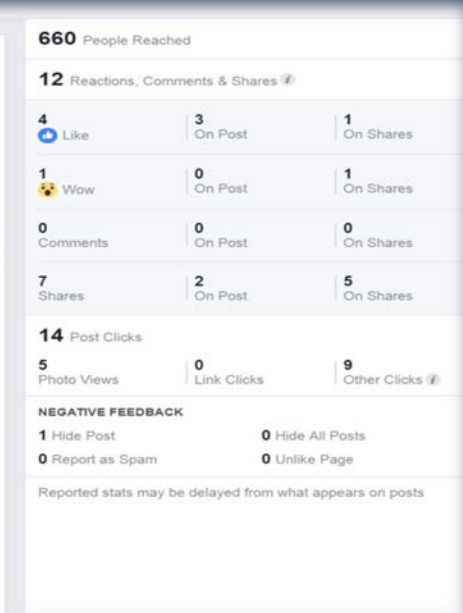 660 People Reached
12 Reactions, Comments & Shares i
4 3 1
Like On Post On Shares
1 0 1
Wow On Post On Shares
0 0 0
Comments On Post On Shares
7 2 5
Shares On Post On Shares
14 Post Clicks
5 0 9
Photo Views Link Clicks Other Clicks i
NEGATIVE FEEDBACK
1 Hide Post 0 Hide All Posts
0 Report as Spam 0 Unlike Page
Reported stats may be delayed from what appears on posts